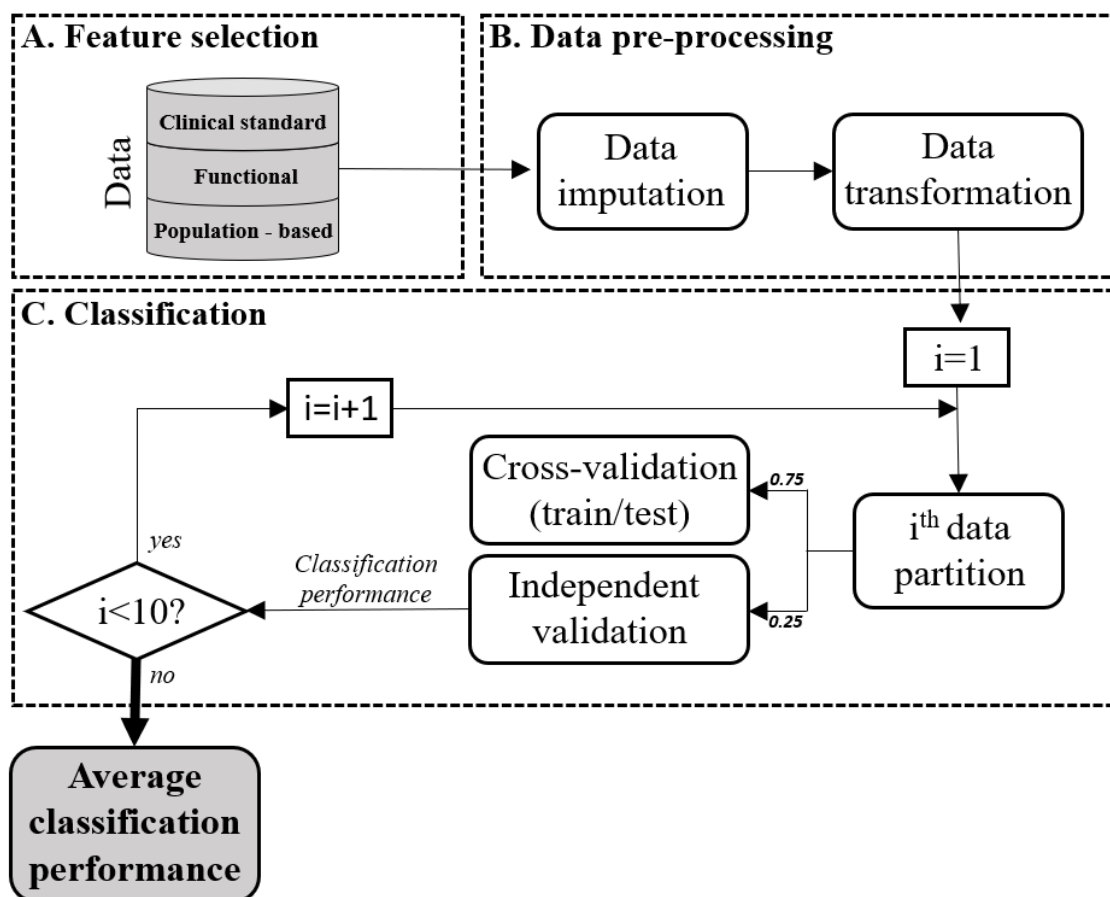 A. Feature selection
Data
Clinical standard
Functional
Population - based
B. Data pre-processing
Data
imputation
Data
transformation
C. Classification
i=1
i=i+1
Cross-validation
(train/test)
0.75
iᵗʰ data
partition
yes
Classification
performance
Independent
validation
0.25
i<10?
no
Average
classification
performance